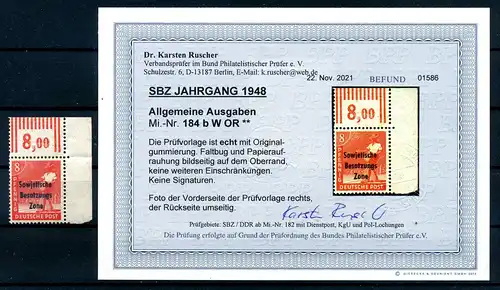 Dr. Karsten Ruscher
Verbandsprüfer im Bund Philatelistischer Prüfer e. V.
Schulzestr. 6, D-13187 Berlin, E-Mail: k.ruscher@web.de
22. Nov. 2021 BEFUND 01586
SBZ JAHRGANG 1948
Allgemeine Ausgaben
Mi.-Nr. 184 b W OR **
Die Prüfvorlage ist echt mit Original-
gummierung, Faltbug und Papierauf-
rauhung bildseitig auf dem Oberrand,
keine weiteren Einschränkungen.
Keine Signaturen.
Foto der Vorderseite der Prüfvorlage rechts,
der Rückseite umseitig.
Prüfgebiete: SBZ / DDR ab Mi.-Nr. 182 mit Dienstpost, KgU und Pol-Lochungen
Die Prüfung erfolgte auf Grund der Prüfordnung des Bundes Philatelistischer Prüfer e. V.
8,00
8
Sowjetische
Besatzungs
Zone
DEUTSCHE POST
8,00
8
Sowjetische
Besatzungs
Zone
DEUTSCHE POST